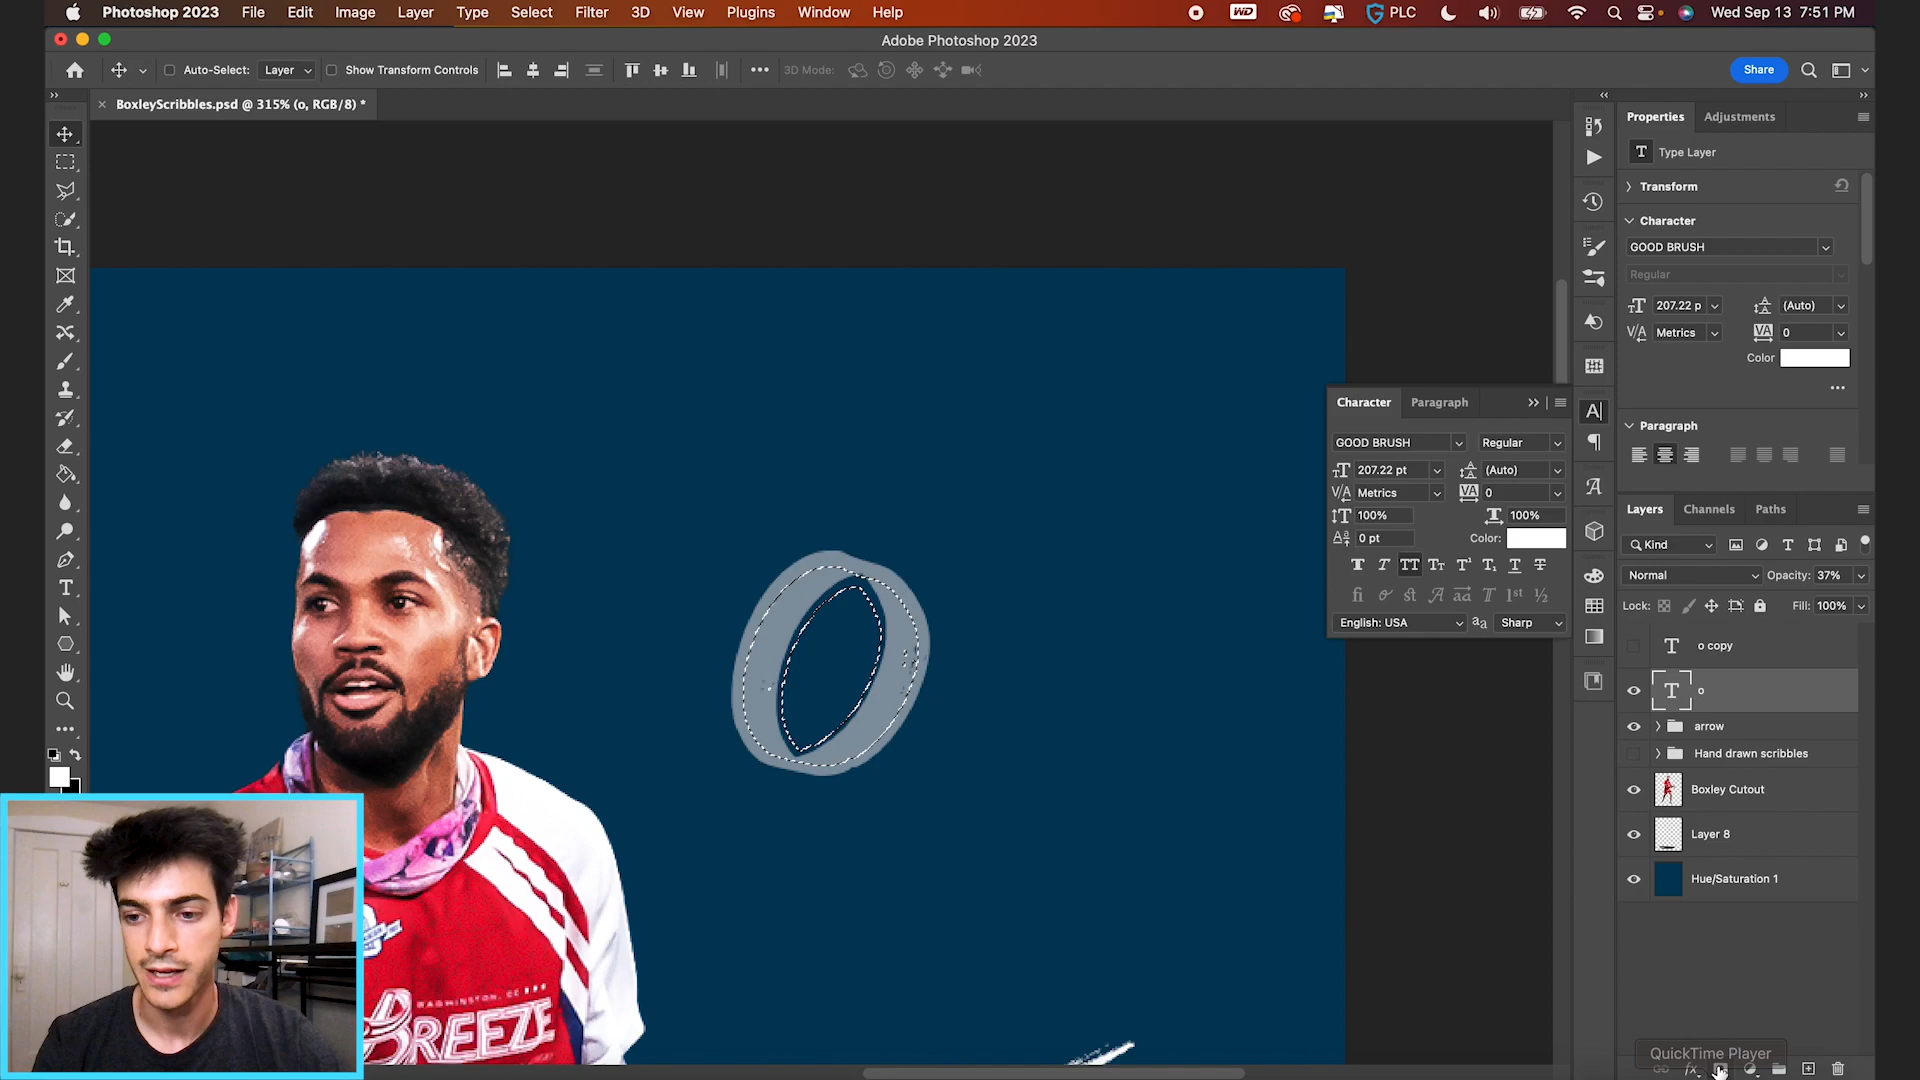 Photoshop 2023 File Edit Image Layer Type Select Filter 3D View Plugins Window Help WD PLC Wed Sep 13 7:51 PM
Adobe Photoshop 2023
Auto-Select: Layer Show Transform Controls 3D Mode: Share
BoxleyScribbles.psd @ 315% (o, RGB/8) *
Properties Adjustments
T Type Layer
Transform
Character
GOOD BRUSH
Regular
207.22 p (Auto)
Metrics 0
Color
Paragraph
Character Paragraph
GOOD BRUSH Regular
207.22 pt (Auto)
Metrics 0
100% 100%
0 pt Color:
English: USA Sharp
Layers Channels Paths
Kind
Normal Opacity: 37%
Lock: Fill: 100%
T o copy
T o
arrow
Hand drawn scribbles
Boxley Cutout
Layer 8
Hue/Saturation 1
QuickTime Player
WASHINGTON, DC
BREEZE